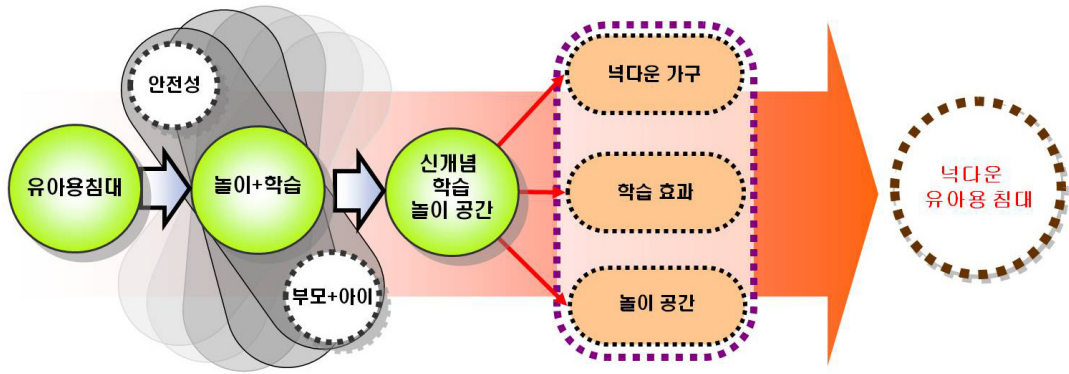 안전성
유아용침대
놀이+학습
부모+아이
신개념
학습
놀이 공간
넉다운 가구
학습 효과
놀이 공간
넉다운
유아용 침대